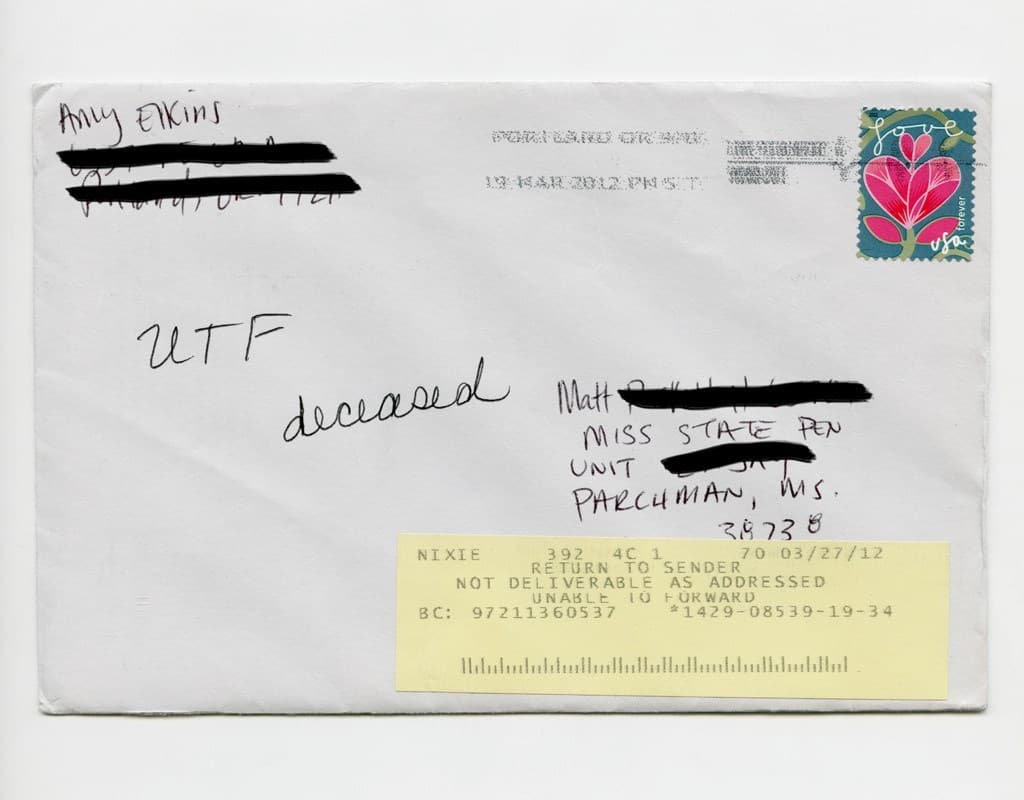 Amy Elkins
PORTLAND OR
19 MAR 2012 PM 5 T
love
forever
usa
UTF
deceased
Matt
MISS STATE PEN
UNIT
PARCHMAN, MS.
38738
NIXIE 392 4C 1 70 03/27/12
RETURN TO SENDER
NOT DELIVERABLE AS ADDRESSED
UNABLE TO FORWARD
BC: 97211360537 *1429-08539-19-34